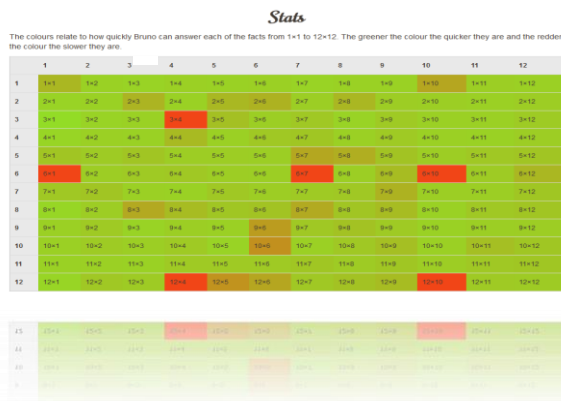 Stats
The colours relate to how quickly Bruno can answer each of the facts from 1×1 to 12×12. The greener the colour the quicker they are and the redder
the colour the slower they are.
1 2 3 4 5 6 7 8 9 10 11 12
1 1×1 1×2 1×3 1×4 1×5 1×6 1×7 1×8 1×9 1×10 1×11 1×12
2 2×1 2×2 2×3 2×4 2×5 2×6 2×7 2×8 2×9 2×10 2×11 2×12
3 3×1 3×2 3×3 3×4 3×5 3×6 3×7 3×8 3×9 3×10 3×11 3×12
4 4×1 4×2 4×3 4×4 4×5 4×6 4×7 4×8 4×9 4×10 4×11 4×12
5 5×1 5×2 5×3 5×4 5×5 5×6 5×7 5×8 5×9 5×10 5×11 5×12
6 6×1 6×2 6×3 6×4 6×5 6×6 6×7 6×8 6×9 6×10 6×11 6×12
7 7×1 7×2 7×3 7×4 7×5 7×6 7×7 7×8 7×9 7×10 7×11 7×12
8 8×1 8×2 8×3 8×4 8×5 8×6 8×7 8×8 8×9 8×10 8×11 8×12
9 9×1 9×2 9×3 9×4 9×5 9×6 9×7 9×8 9×9 9×10 9×11 9×12
10 10×1 10×2 10×3 10×4 10×5 10×6 10×7 10×8 10×9 10×10 10×11 10×12
11 11×1 11×2 11×3 11×4 11×5 11×6 11×7 11×8 11×9 11×10 11×11 11×12
12 12×1 12×2 12×3 12×4 12×5 12×6 12×7 12×8 12×9 12×10 12×11 12×12